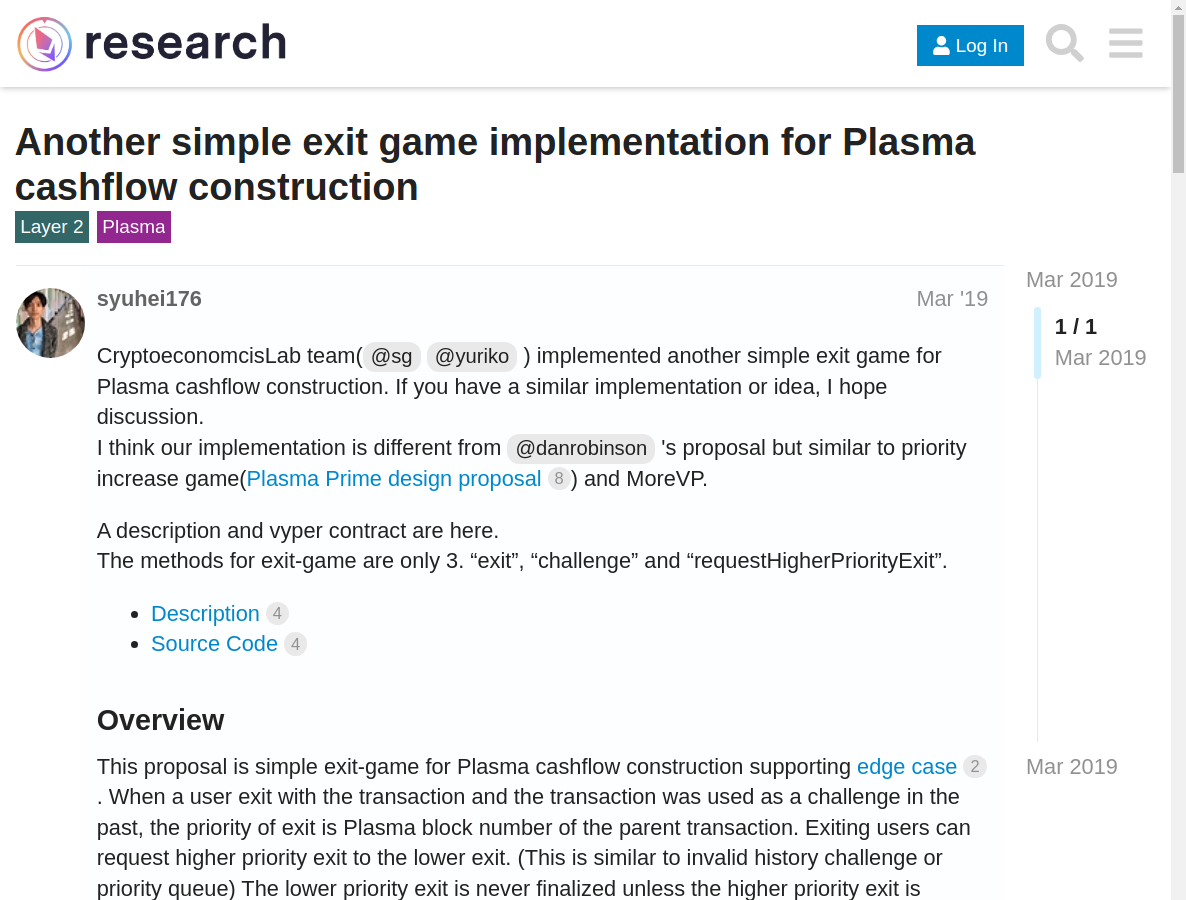 research
Log In
Another simple exit game implementation for Plasma
cashflow construction
Layer 2 Plasma
Mar 2019
syuhei176 Mar '19
1 / 1
Mar 2019
CryptoeconomcisLab team( @sg @yuriko ) implemented another simple exit game for
Plasma cashflow construction. If you have a similar implementation or idea, I hope
discussion.
I think our implementation is different from @danrobinson 's proposal but similar to priority
increase game(Plasma Prime design proposal 8 ) and MoreVP.
A description and vyper contract are here.
The methods for exit-game are only 3. “exit”, “challenge” and “requestHigherPriorityExit”.
• Description 4
• Source Code 4
Overview
This proposal is simple exit-game for Plasma cashflow construction supporting edge case 2
. When a user exit with the transaction and the transaction was used as a challenge in the
past, the priority of exit is Plasma block number of the parent transaction. Exiting users can
request higher priority exit to the lower exit. (This is similar to invalid history challenge or
priority queue) The lower priority exit is never finalized unless the higher priority exit is
Mar 2019